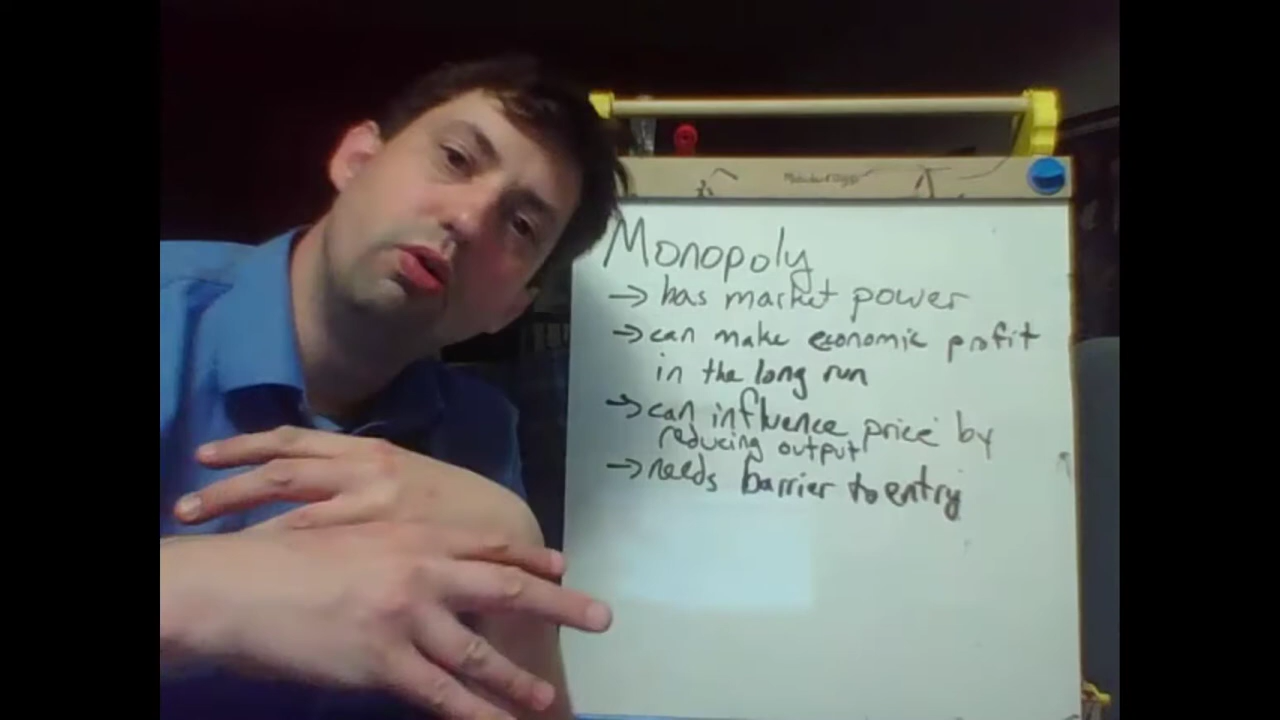 Monopoly
→ has market power
→ can make economic profit
in the long run
→ can influence price by
reducing output
→ needs barrier to entry